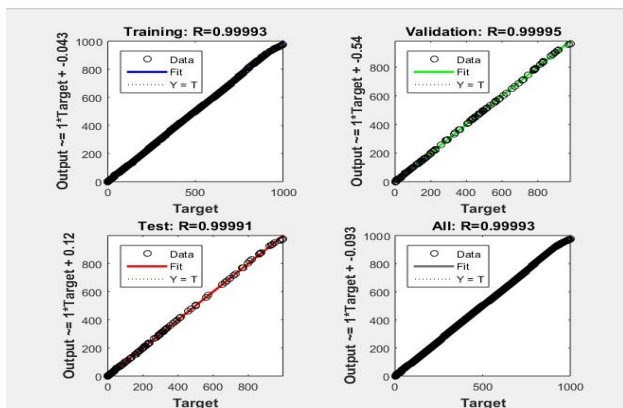 Training: R=0.99993
Output ~= 1*Target + -0.043
1000
800
600
400
200
0
Data
Fit
Y = T
0
500
1000
Target
Validation: R=0.99995
Output ~= 1*Target + -0.54
800
600
400
200
0
Data
Fit
Y = T
0
200
400
600
800
Target
Test: R=0.99991
Output ~= 1*Target + 0.12
800
600
400
200
0
Data
Fit
Y = T
0
200
400
600
800
Target
All: R=0.99993
Output ~= 1*Target + -0.093
800
600
400
200
0
Data
Fit
Y = T
0
500
1000
Target